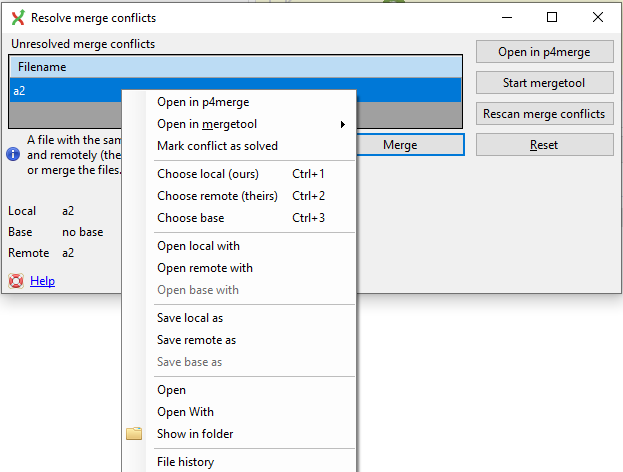 Resolve merge conflicts
Unresolved merge conflicts
Filename
a2
Open in p4merge
Start mergetool
Rescan merge conflicts
A file with the sam
and remotely (the
or merge the files.
Merge
Reset
Local a2
Base no base
Remote a2
Help
Open in p4merge
Open in mergetool
Mark conflict as solved
Choose local (ours) Ctrl+1
Choose remote (theirs) Ctrl+2
Choose base Ctrl+3
Open local with
Open remote with
Open base with
Save local as
Save remote as
Save base as
Open
Open With
Show in folder
File history